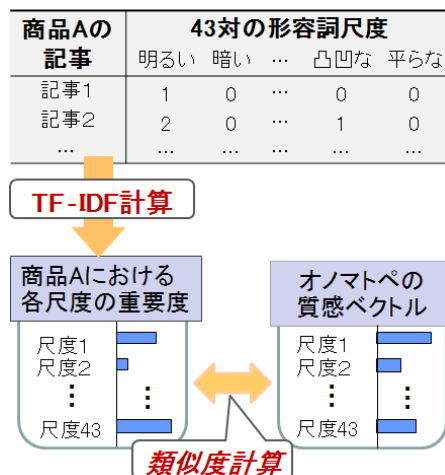 商品Aの記事 43対の形容詞尺度
明るい 暗い … 凸凹な 平らな
記事1 1 0 … 0 0
記事2 2 0 … 1 0
… … … … … …
TF-IDF計算
商品Aにおける
各尺度の重要度
尺度1
尺度2
⋮ ⋮
尺度43
オノマトペの
質感ベクトル
尺度1
尺度2
⋮ ⋮
尺度43
類似度計算